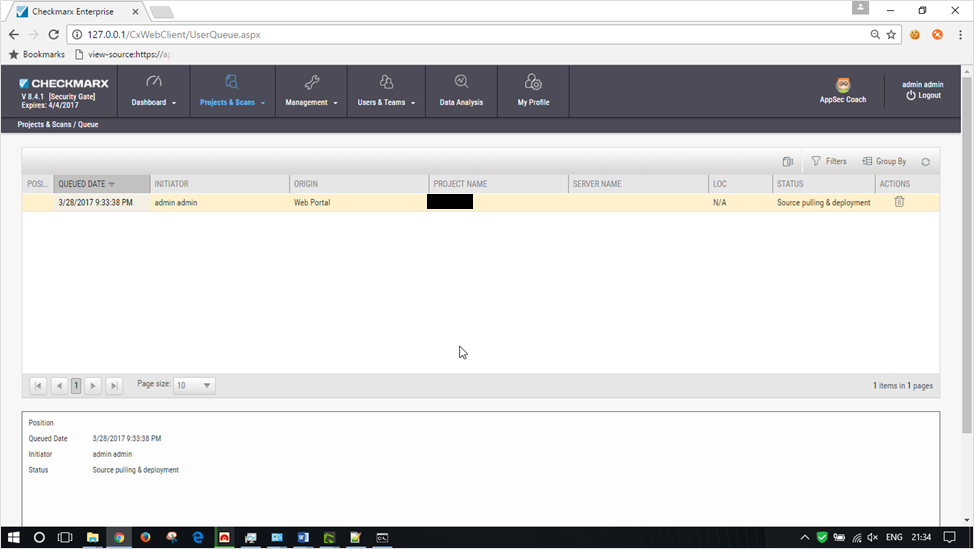 Checkmarx Enterprise
127.0.0.1/CxWebClient/UserQueue.aspx
Bookmarks view-source:https://a
CHECKMARX
V 8.4.1 [Security Gate]
Expires: 4/4/2017
Dashboard Projects & Scans Management Users & Teams Data Analysis My Profile
AppSec Coach
admin admin
Logout
Projects & Scans / Queue
Filters Group By
POSI... QUEUED DATE INITIATOR ORIGIN PROJECT NAME SERVER NAME LOC STATUS ACTIONS
3/28/2017 9:33:38 PM admin admin Web Portal N/A Source pulling & deployment
1 Page size: 10 1 items in 1 pages
Position
Queued Date 3/28/2017 9:33:38 PM
Initiator admin admin
Status Source pulling & deployment
ENG 21:34